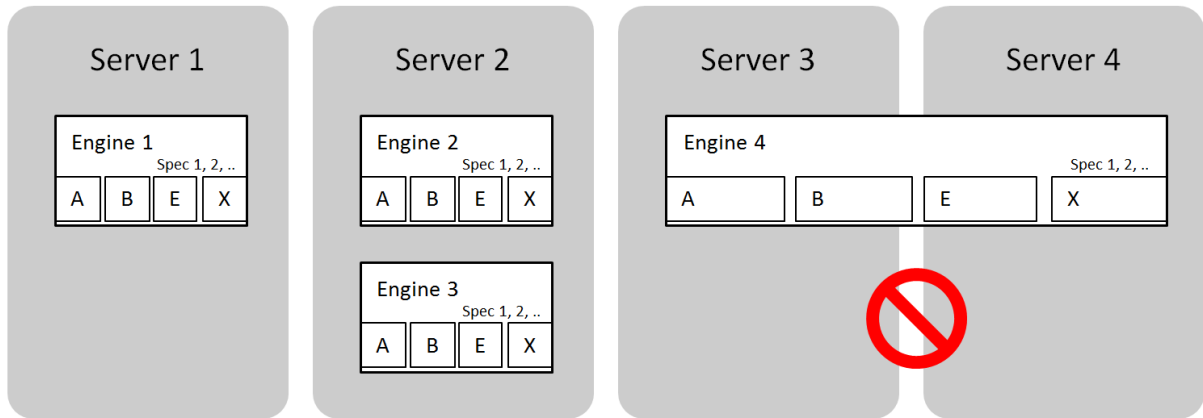 Server 1
Server 2
Server 3
Server 4
Engine 1
Spec 1, 2, ..
A B E X
Engine 2
Spec 1, 2, ..
A B E X
Engine 3
Spec 1, 2, ..
A B E X
Engine 4
Spec 1, 2, ..
A B E X